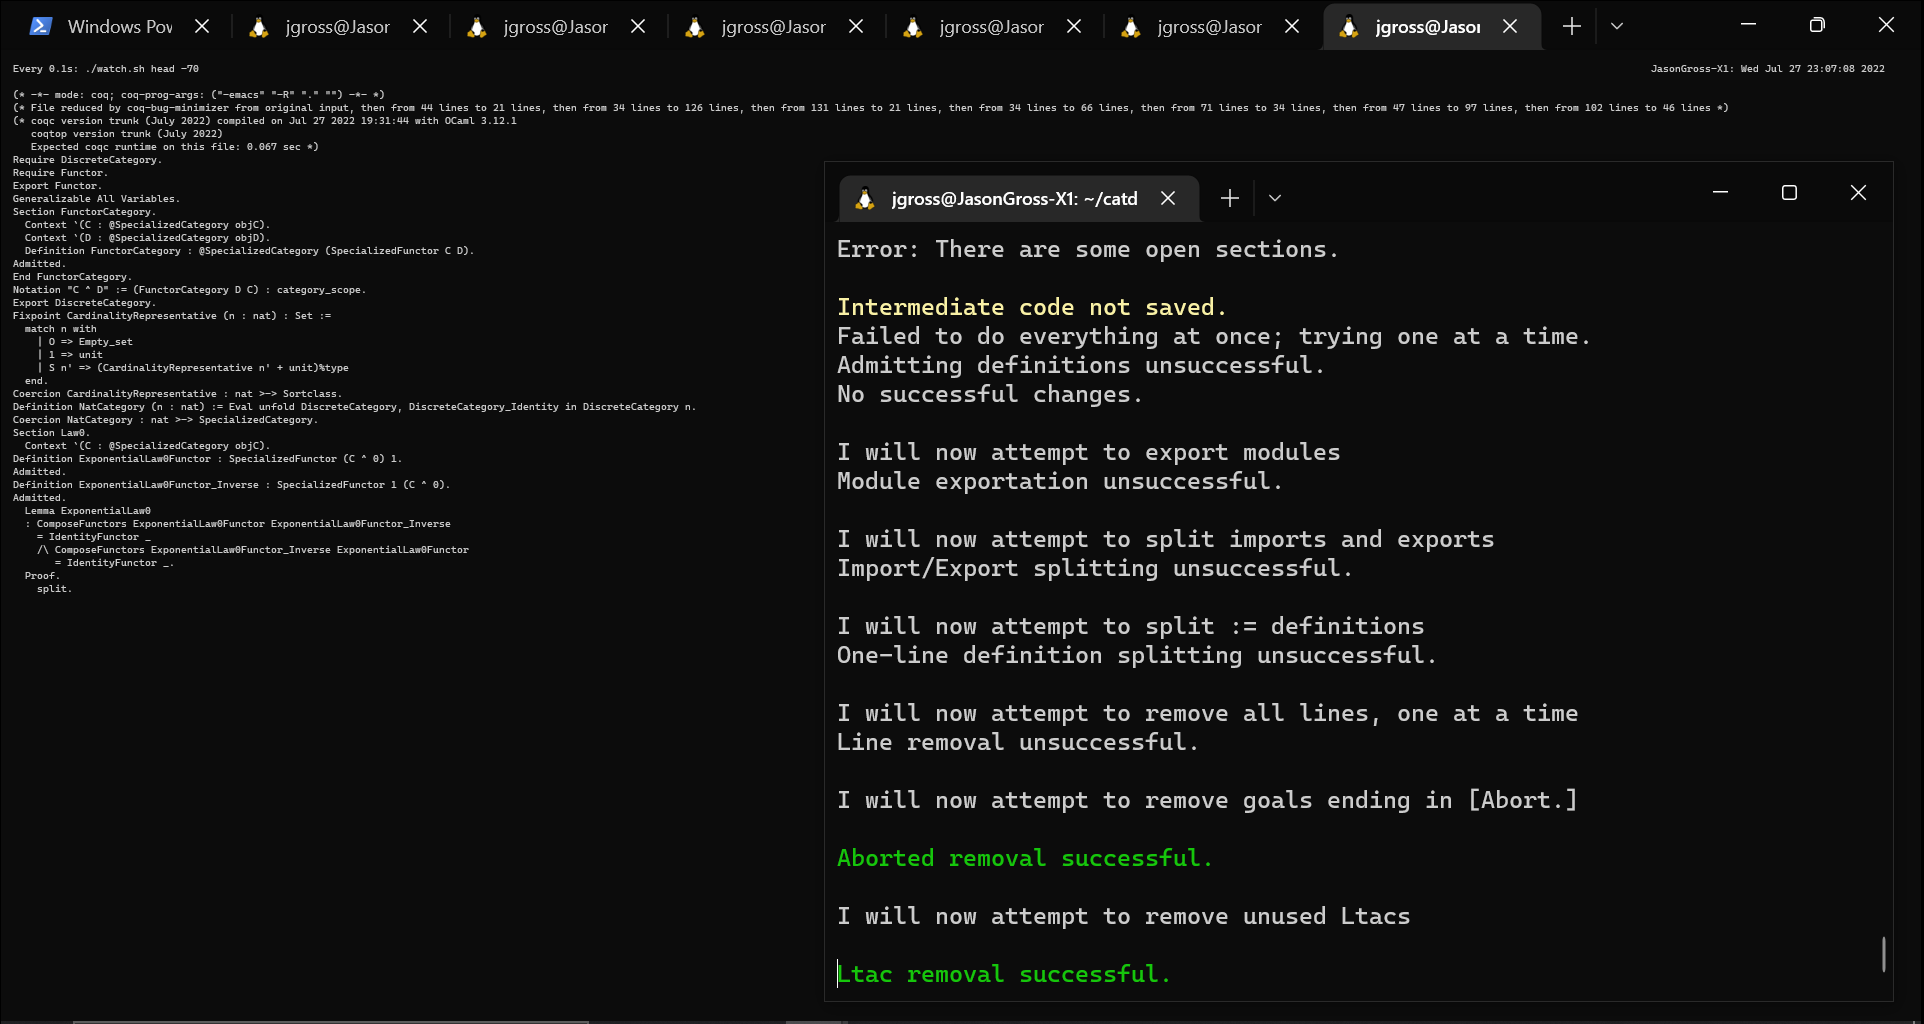 Windows Pow
jgross@Jason
jgross@Jason
jgross@Jason
jgross@Jason
jgross@Jason
jgross@Jason
Every 0.1s: ./watch.sh head -70
JasonGross-X1: Wed Jul 27 23:07:08 2022
(* -*- mode: coq; coq-prog-args: ("-emacs" "-R" "." "") -*- *)
(* File reduced by coq-bug-minimizer from original input, then from 44 lines to 21 lines, then from 34 lines to 126 lines, then from 131 lines to 21 lines, then from 34 lines to 66 lines, then from 71 lines to 34 lines, then from 47 lines to 97 lines, then from 102 lines to 46 lines *)
(* coqc version trunk (July 2022) compiled on Jul 27 2022 19:31:44 with OCaml 3.12.1
coqtop version trunk (July 2022)
Expected coqc runtime on this file: 0.067 sec *)
Require DiscreteCategory.
Require Functor.
Export Functor.
Generalizable All Variables.
Section FunctorCategory.
Context `(C : @SpecializedCategory objC).
Context `(D : @SpecializedCategory objD).
Definition FunctorCategory : @SpecializedCategory (SpecializedFunctor C D).
Admitted.
End FunctorCategory.
Notation "C ^ D" := (FunctorCategory D C) : category_scope.
Export DiscreteCategory.
Fixpoint CardinalityRepresentative (n : nat) : Set :=
match n with
| O => Empty_set
| 1 => unit
| S n' => (CardinalityRepresentative n' + unit)%type
end.
Coercion CardinalityRepresentative : nat >-> Sortclass.
Definition NatCategory (n : nat) := Eval unfold DiscreteCategory, DiscreteCategory_Identity in DiscreteCategory n.
Coercion NatCategory : nat >-> SpecializedCategory.
Section Law0.
Context `(C : @SpecializedCategory objC).
Definition ExponentialLaw0Functor : SpecializedFunctor (C ^ 0) 1.
Admitted.
Definition ExponentialLaw0Functor_Inverse : SpecializedFunctor 1 (C ^ 0).
Admitted.
Lemma ExponentialLaw0
: ComposeFunctors ExponentialLaw0Functor ExponentialLaw0Functor_Inverse
= IdentityFunctor _
/\ ComposeFunctors ExponentialLaw0Functor_Inverse ExponentialLaw0Functor
= IdentityFunctor _.
Proof.
split.
jgross@JasonGross-X1: ~/catd
Error: There are some open sections.
Intermediate code not saved.
Failed to do everything at once; trying one at a time.
Admitting definitions unsuccessful.
No successful changes.
I will now attempt to export modules
Module exportation unsuccessful.
I will now attempt to split imports and exports
Import/Export splitting unsuccessful.
I will now attempt to split := definitions
One-line definition splitting unsuccessful.
I will now attempt to remove all lines, one at a time
Line removal unsuccessful.
I will now attempt to remove goals ending in [Abort.]
Aborted removal successful.
I will now attempt to remove unused Ltacs
Ltac removal successful.